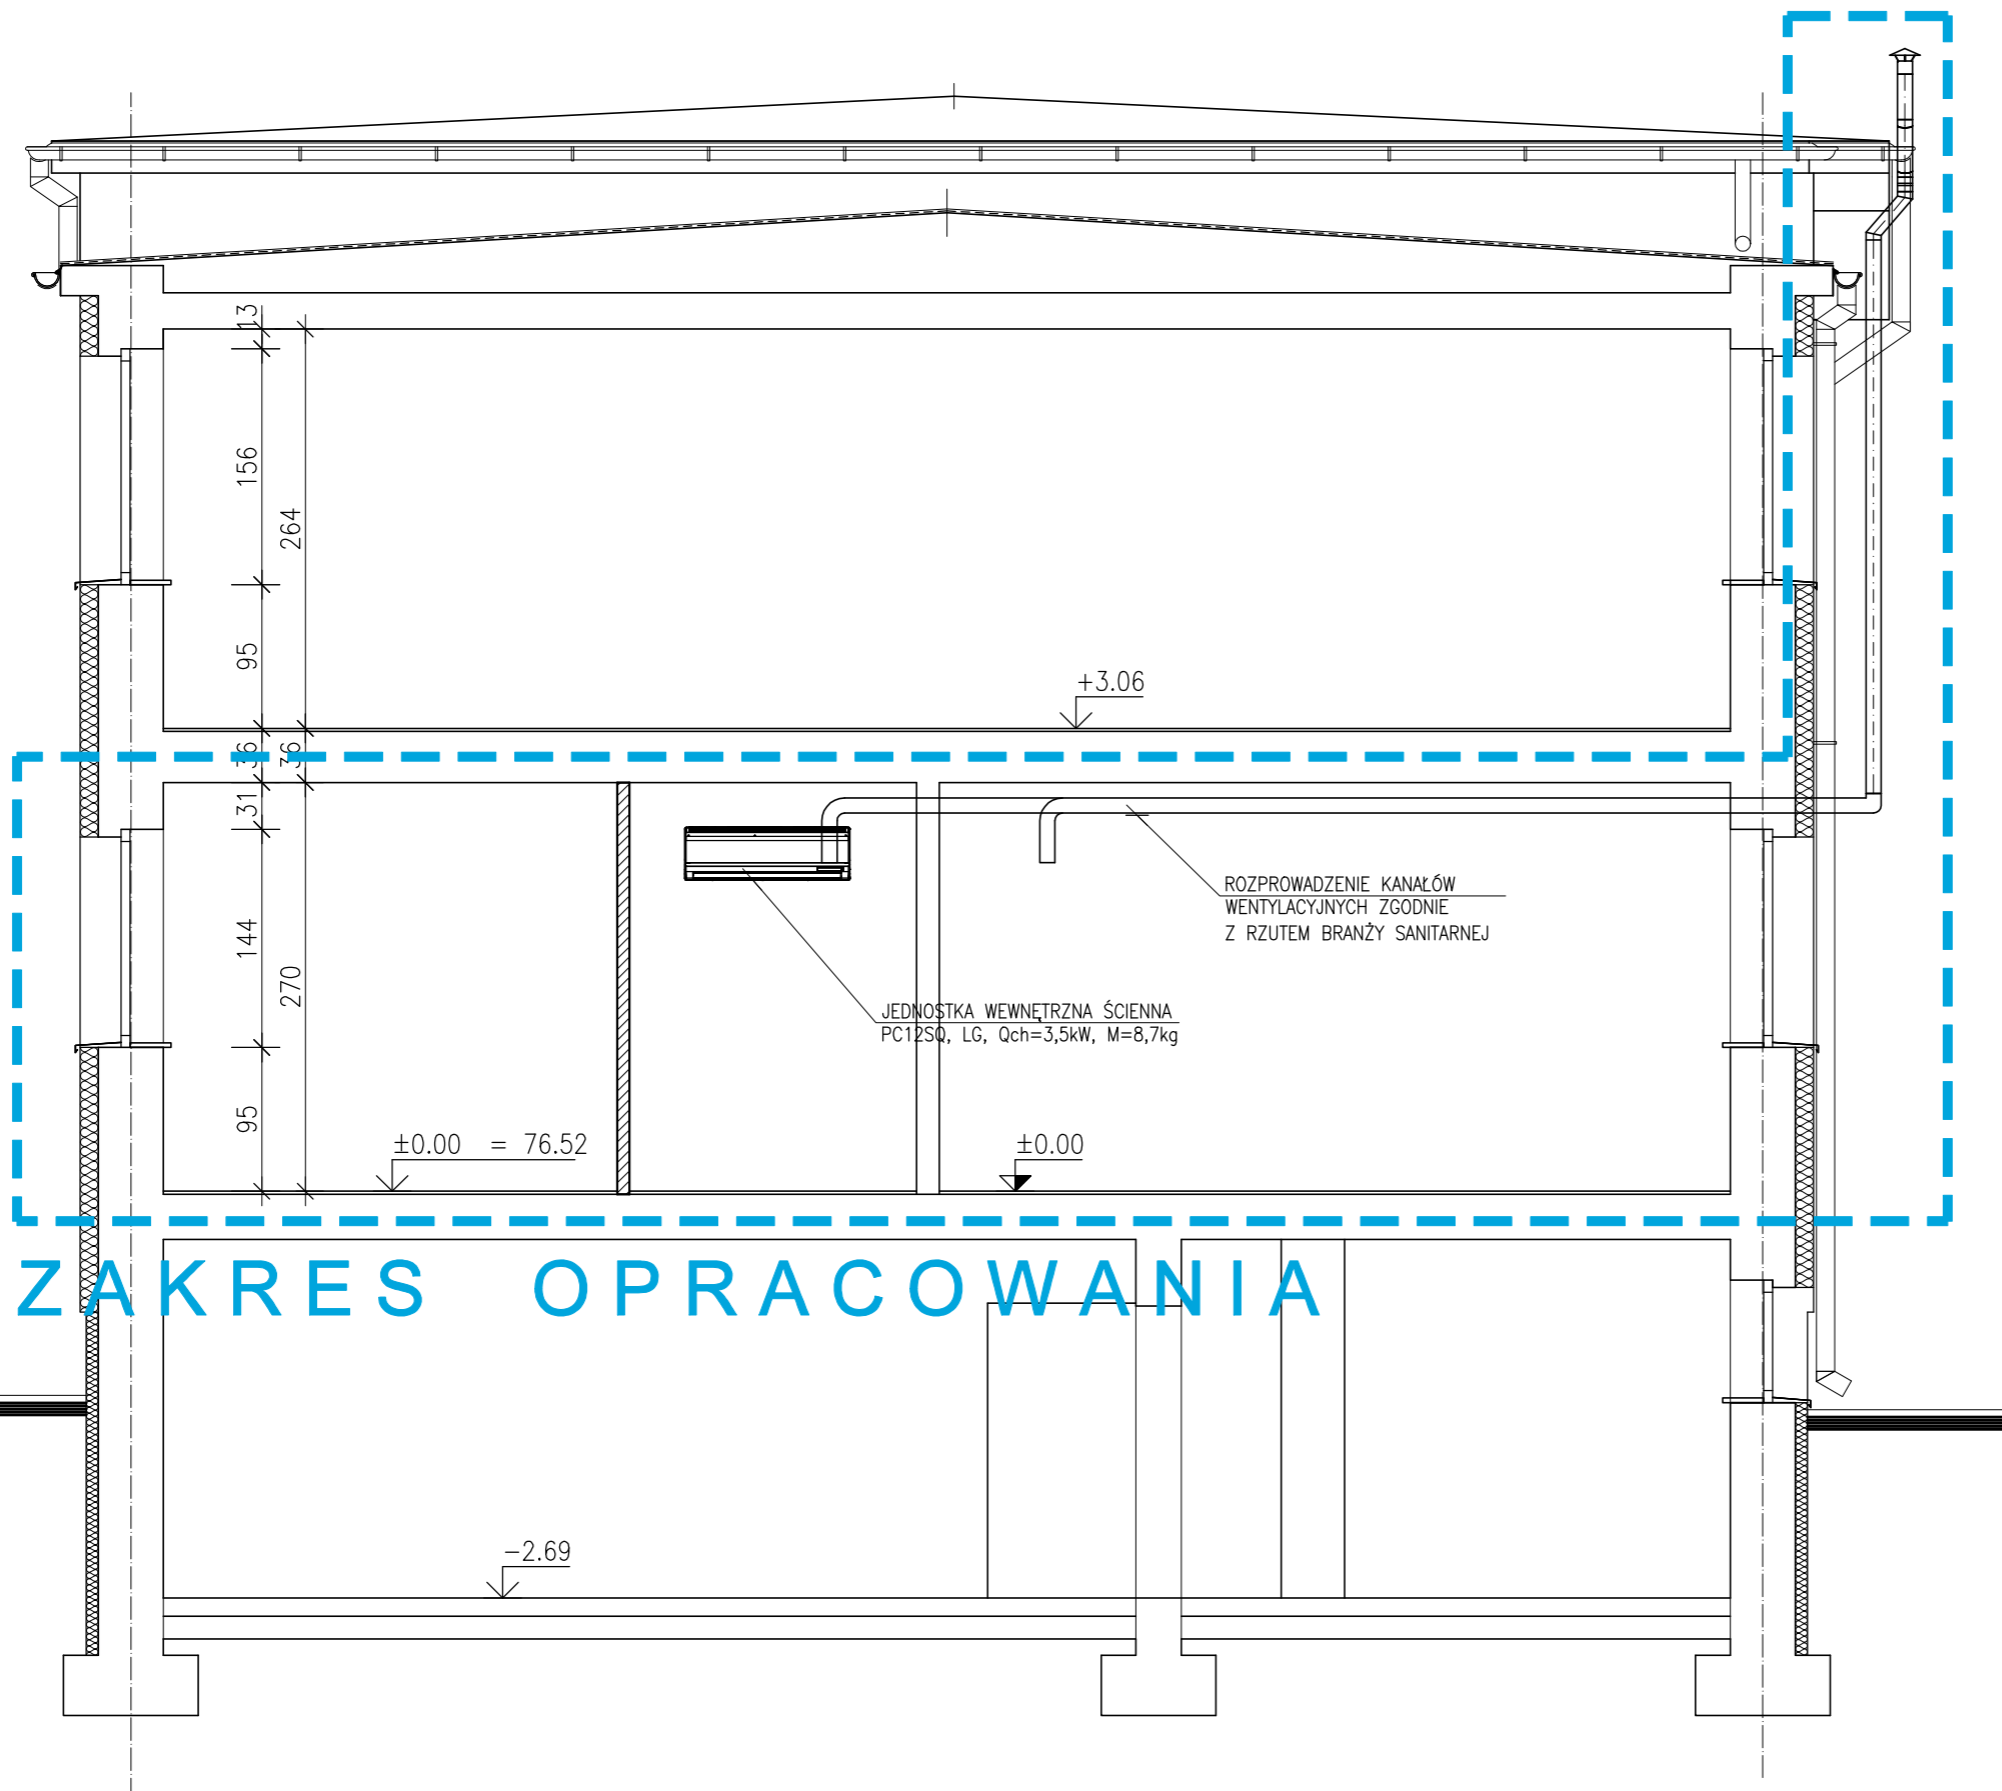 13
156
264
95
+3.06
36
36
31
144
270
95
ROZPROWADZENIE KANAŁÓW
WENTYLACYJNYCH ZGODNIE
Z RZUTEM BRANŻY SANITARNEJ
JEDNOSTKA WEWNĘTRZNA ŚCIENNA
PC12SQ, LG, Qch=3,5kW, M=8,7kg
±0.00 = 76.52
±0.00
ZAKRES OPRACOWANIA
-2.69